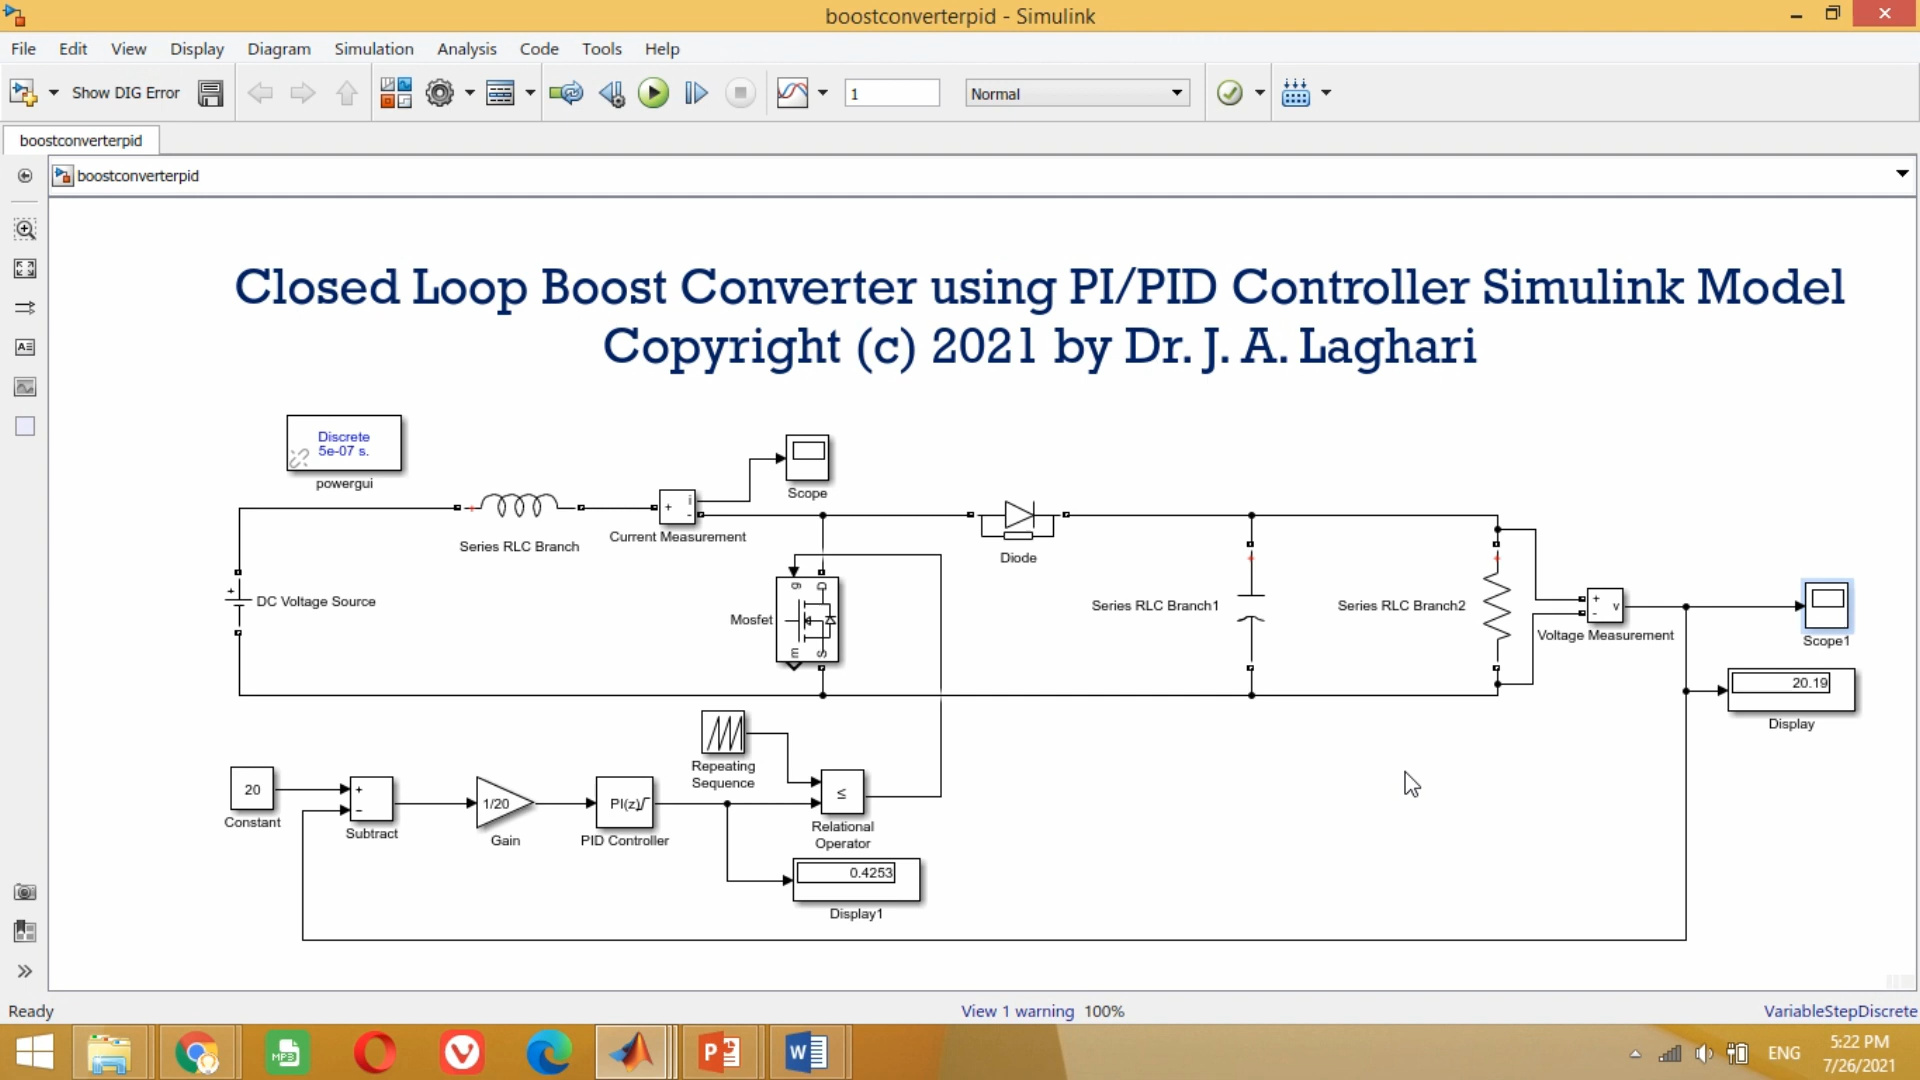 boostconverterpid - Simulink
File Edit View Display Diagram Simulation Analysis Code Tools Help
Show DIG Error 1 Normal
boostconverterpid
boostconverterpid
Closed Loop Boost Converter using PI/PID Controller Simulink Model
Copyright (c) 2021 by Dr. J. A. Laghari
Discrete
5e-07 s.
powergui
Scope
Series RLC Branch
+ i -
Current Measurement
Diode
DC Voltage Source
+
Mosfet
g D
m S
Series RLC Branch1
Series RLC Branch2
+ - v
Voltage Measurement
Scope1
20.19
Display
Repeating
Sequence
20
Constant
+
−
Subtract
1/20
Gain
PI(z)
PID Controller
≤
Relational
Operator
0.4253
Display1
Ready View 1 warning 100% VariableStepDiscrete
MP3
P
W
ENG
5:22 PM
7/26/2021